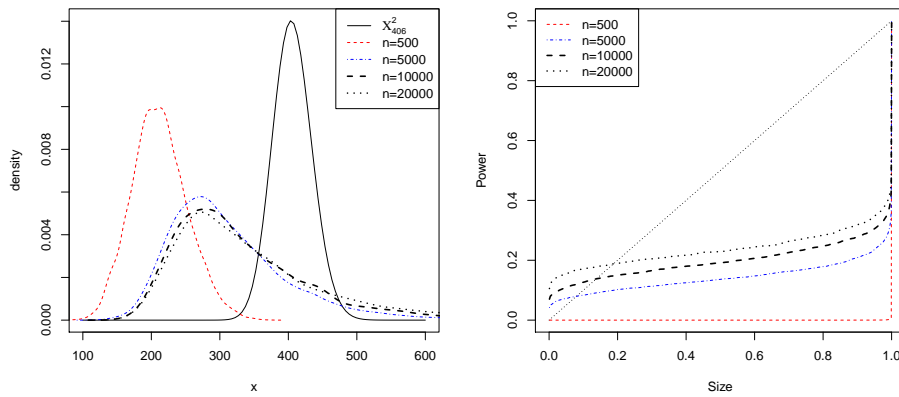 X²₄₀₆
n=500
n=5000
n=10000
n=20000
density
0.000
0.004
0.008
0.012
100 200 300 400 500 600
x
n=500
n=5000
n=10000
n=20000
Power
0.0
0.2
0.4
0.6
0.8
1.0
0.0 0.2 0.4 0.6 0.8 1.0
Size